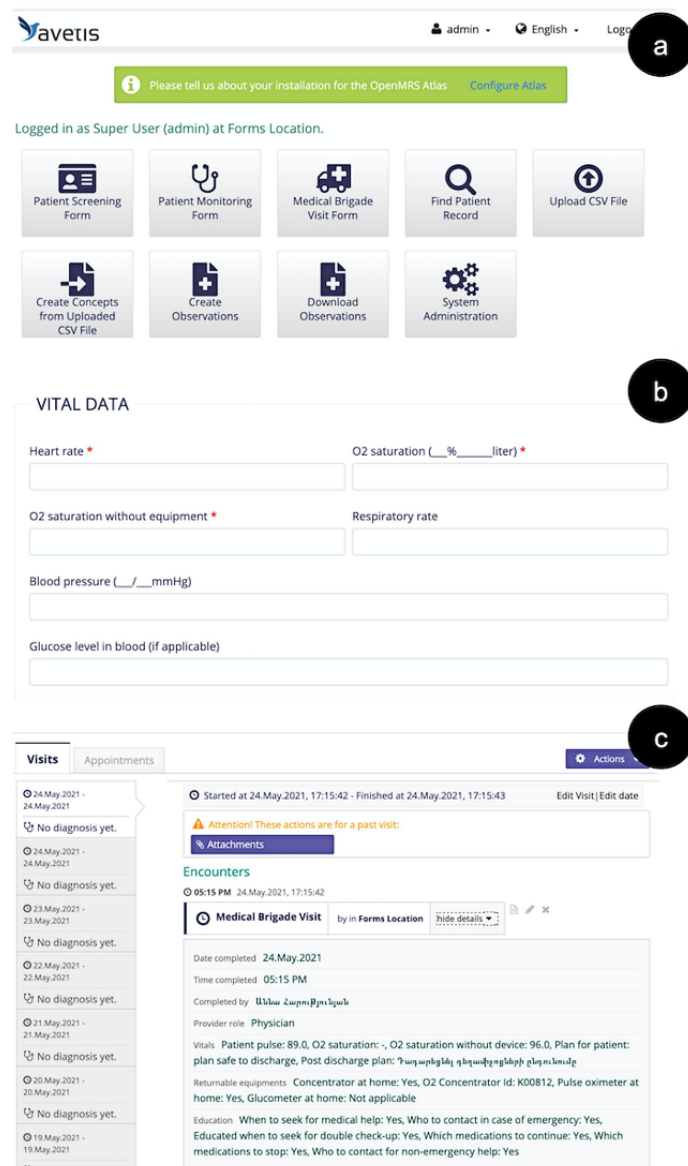 avetis
admin
English
Logo
a
Please tell us about your installation for the OpenMRS Atlas Configure Atlas
Logged in as Super User (admin) at Forms Location.
Patient Screening
Form
Patient Monitoring
Form
Medical Brigade
Visit Form
Find Patient
Record
Upload CSV File
Create Concepts
from Uploaded
CSV File
Create
Observations
Download
Observations
System
Administration
b
VITAL DATA
Heart rate *
O2 saturation (___%______liter) *
O2 saturation without equipment *
Respiratory rate
Blood pressure (__/___mmHg)
Glucose level in blood (if applicable)
c
Visits
Appointments
Actions
24.May.2021 -
24.May.2021
No diagnosis yet.
24.May.2021 -
24.May.2021
No diagnosis yet.
23.May.2021 -
23.May.2021
No diagnosis yet.
22.May.2021 -
22.May.2021
No diagnosis yet.
21.May.2021 -
21.May.2021
No diagnosis yet.
20.May.2021 -
20.May.2021
No diagnosis yet.
19.May.2021 -
19.May.2021
Started at 24.May.2021, 17:15:42 - Finished at 24.May.2021, 17:15:43 Edit Visit|Edit date
Attention! These actions are for a past visit:
Attachments
Encounters
05:15 PM 24.May.2021, 17:15:42
Medical Brigade Visit by in Forms Location hide details
Date completed 24.May.2021
Time completed 05:15 PM
Completed by Աննա Հարությունյան
Provider role Physician
Vitals Patient pulse: 89.0, O2 saturation: -, O2 saturation without device: 96.0, Plan for patient:
plan safe to discharge, Post discharge plan: Դադարեցնել դեղամիջոցների ընդունումը
Returnable equipments Concentrator at home: Yes, O2 Concentrator Id: K00812, Pulse oximeter at
home: Yes, Glucometer at home: Not applicable
Education When to seek for medical help: Yes, Who to contact in case of emergency: Yes,
Educated when to seek for double check-up: Yes, Which medications to continue: Yes, Which
medications to stop: Yes, Who to contact for non-emergency help: Yes